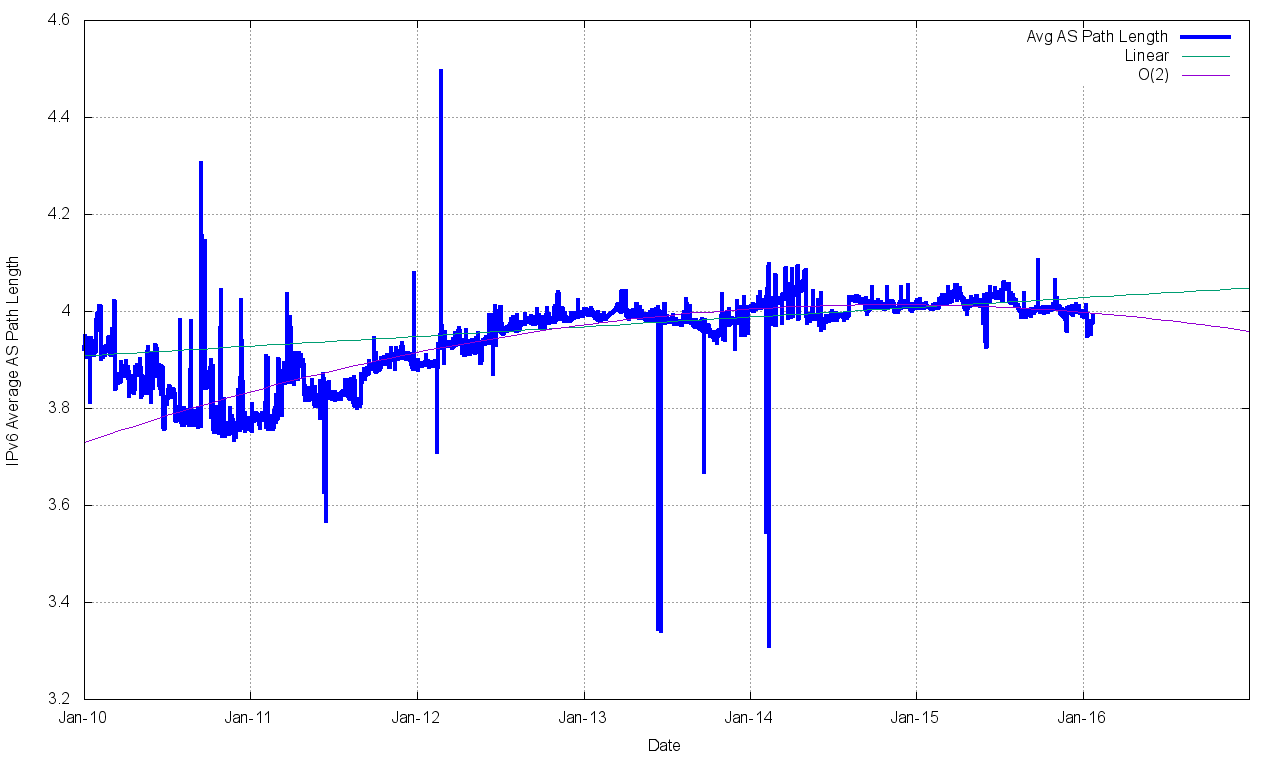 4.6
4.4
4.2
4
3.8
3.6
3.4
3.2
IPv6 Average AS Path Length
Avg AS Path Length
Linear
O(2)
Jan-10 Jan-11 Jan-12 Jan-13 Jan-14 Jan-15 Jan-16
Date